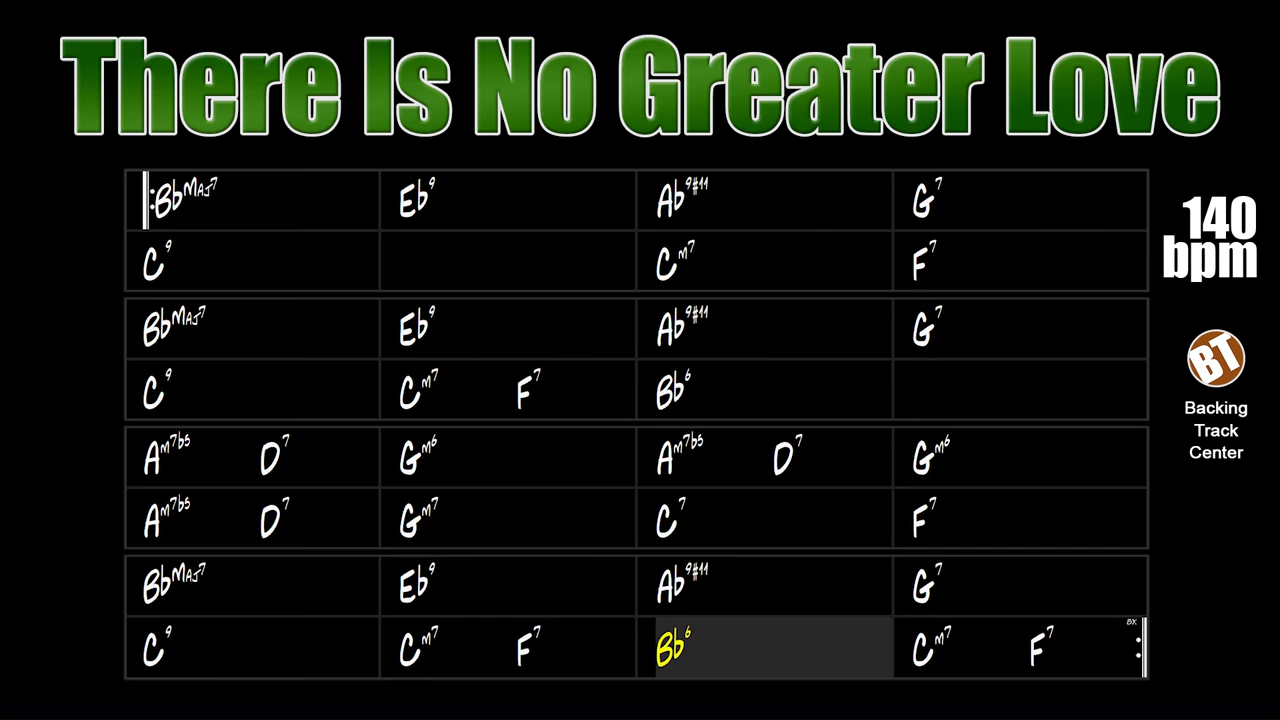 There Is No Greater Love
BbMAJ7 Eb9 Ab9#11 G7
C9 Cm7 F7
BbMAJ7 Eb9 Ab9#11 G7
C9 Cm7 F7 Bb6
Am7b5 D7 Gm6 Am7b5 D7 Gm6
Am7b5 D7 Gm7 C7 F7
BbMAJ7 Eb9 Ab9#11 G7
C9 Cm7 F7 Bb6 Cm7 F7 8x
140
bpm
BT
Backing
Track
Center